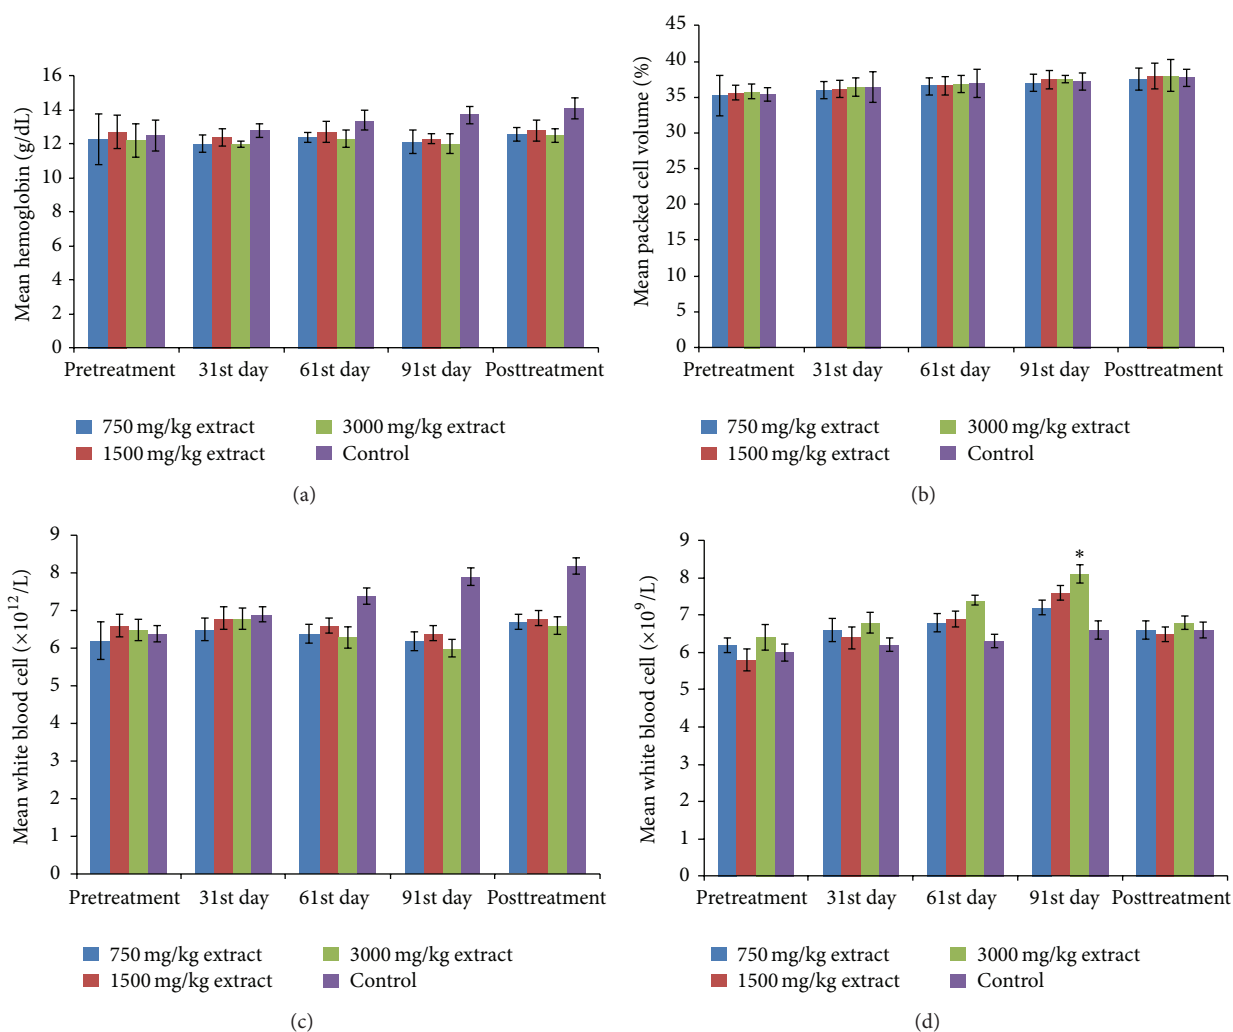 Mean hemoglobin (g/dL)
16
14
12
10
8
6
4
2
0
Pretreatment 31st day 61st day 91st day Posttreatment
750 mg/kg extract 3000 mg/kg extract
1500 mg/kg extract Control
(a)
Mean packed cell volume (%)
45
40
35
30
25
20
15
10
5
0
Pretreatment 31st day 61st day 91st day Posttreatment
750 mg/kg extract 3000 mg/kg extract
1500 mg/kg extract Control
(b)
Mean white blood cell (×10¹²/L)
9
8
7
6
5
4
3
2
1
0
Pretreatment 31st day 61st day 91st day Posttreatment
750 mg/kg extract 3000 mg/kg extract
1500 mg/kg extract Control
(c)
Mean white blood cell (×10⁹/L)
9
8
7
6
5
4
3
2
1
0
*
Pretreatment 31st day 61st day 91st day Posttreatment
750 mg/kg extract 3000 mg/kg extract
1500 mg/kg extract Control
(d)